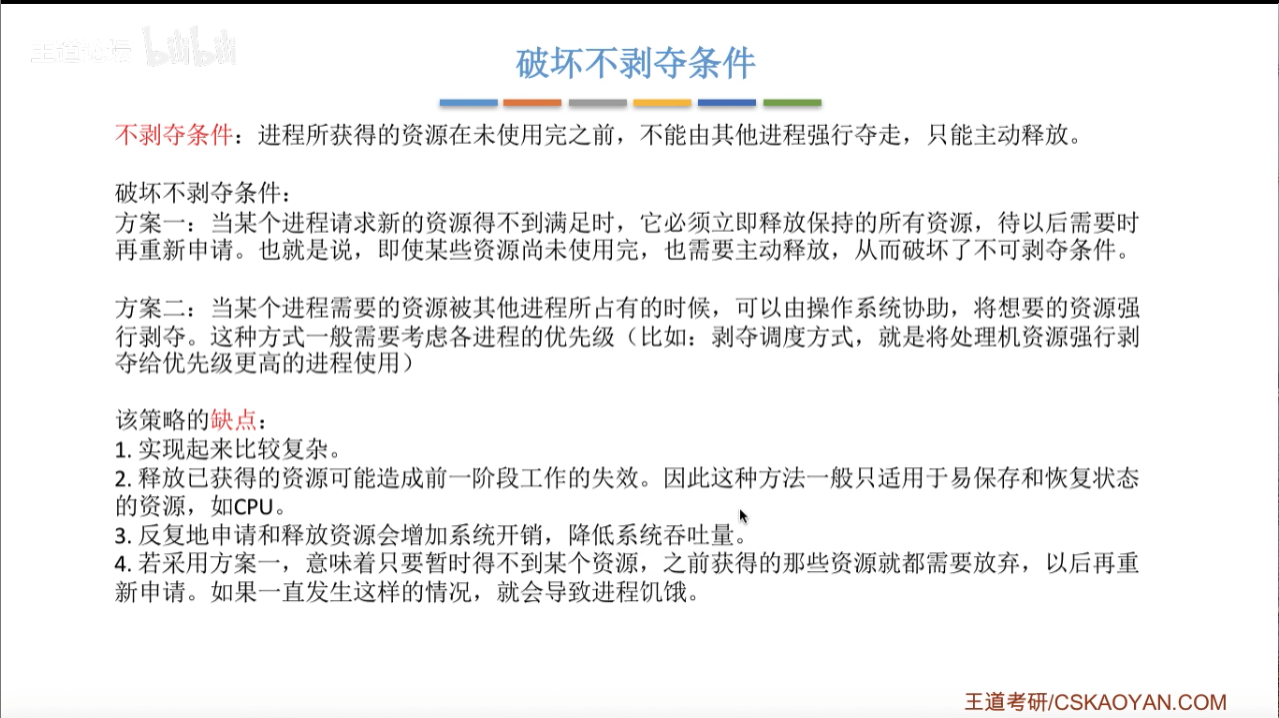 王道论坛 bilibili
破坏不剥夺条件
不剥夺条件：进程所获得的资源在未使用完之前，不能由其他进程强行夺走，只能主动释放。
破坏不剥夺条件：
方案一：当某个进程请求新的资源得不到满足时，它必须立即释放保持的所有资源，待以后需要时
再重新申请。也就是说，即使某些资源尚未使用完，也需要主动释放，从而破坏了不可剥夺条件。
方案二：当某个进程需要的资源被其他进程所占有的时候，可以由操作系统协助，将想要的资源强
行剥夺。这种方式一般需要考虑各进程的优先级（比如：剥夺调度方式，就是将处理机资源强行剥
夺给优先级更高的进程使用）
该策略的缺点：
1. 实现起来比较复杂。
2. 释放已获得的资源可能造成前一阶段工作的失效。因此这种方法一般只适用于易保存和恢复状态
的资源，如CPU。
3. 反复地申请和释放资源会增加系统开销，降低系统吞吐量。
4. 若采用方案一，意味着只要暂时得不到某个资源，之前获得的那些资源就都需要放弃，以后再重
新申请。如果一直发生这样的情况，就会导致进程饥饿。
王道考研/CSKAOYAN.COM